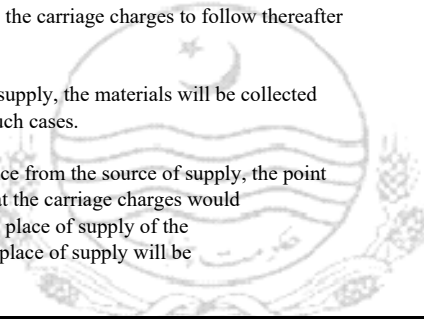 the carriage charges to follow thereafter
supply, the materials will be collected
uch cases.
ce from the source of supply, the point
at the carriage charges would
place of supply of the
place of supply will be